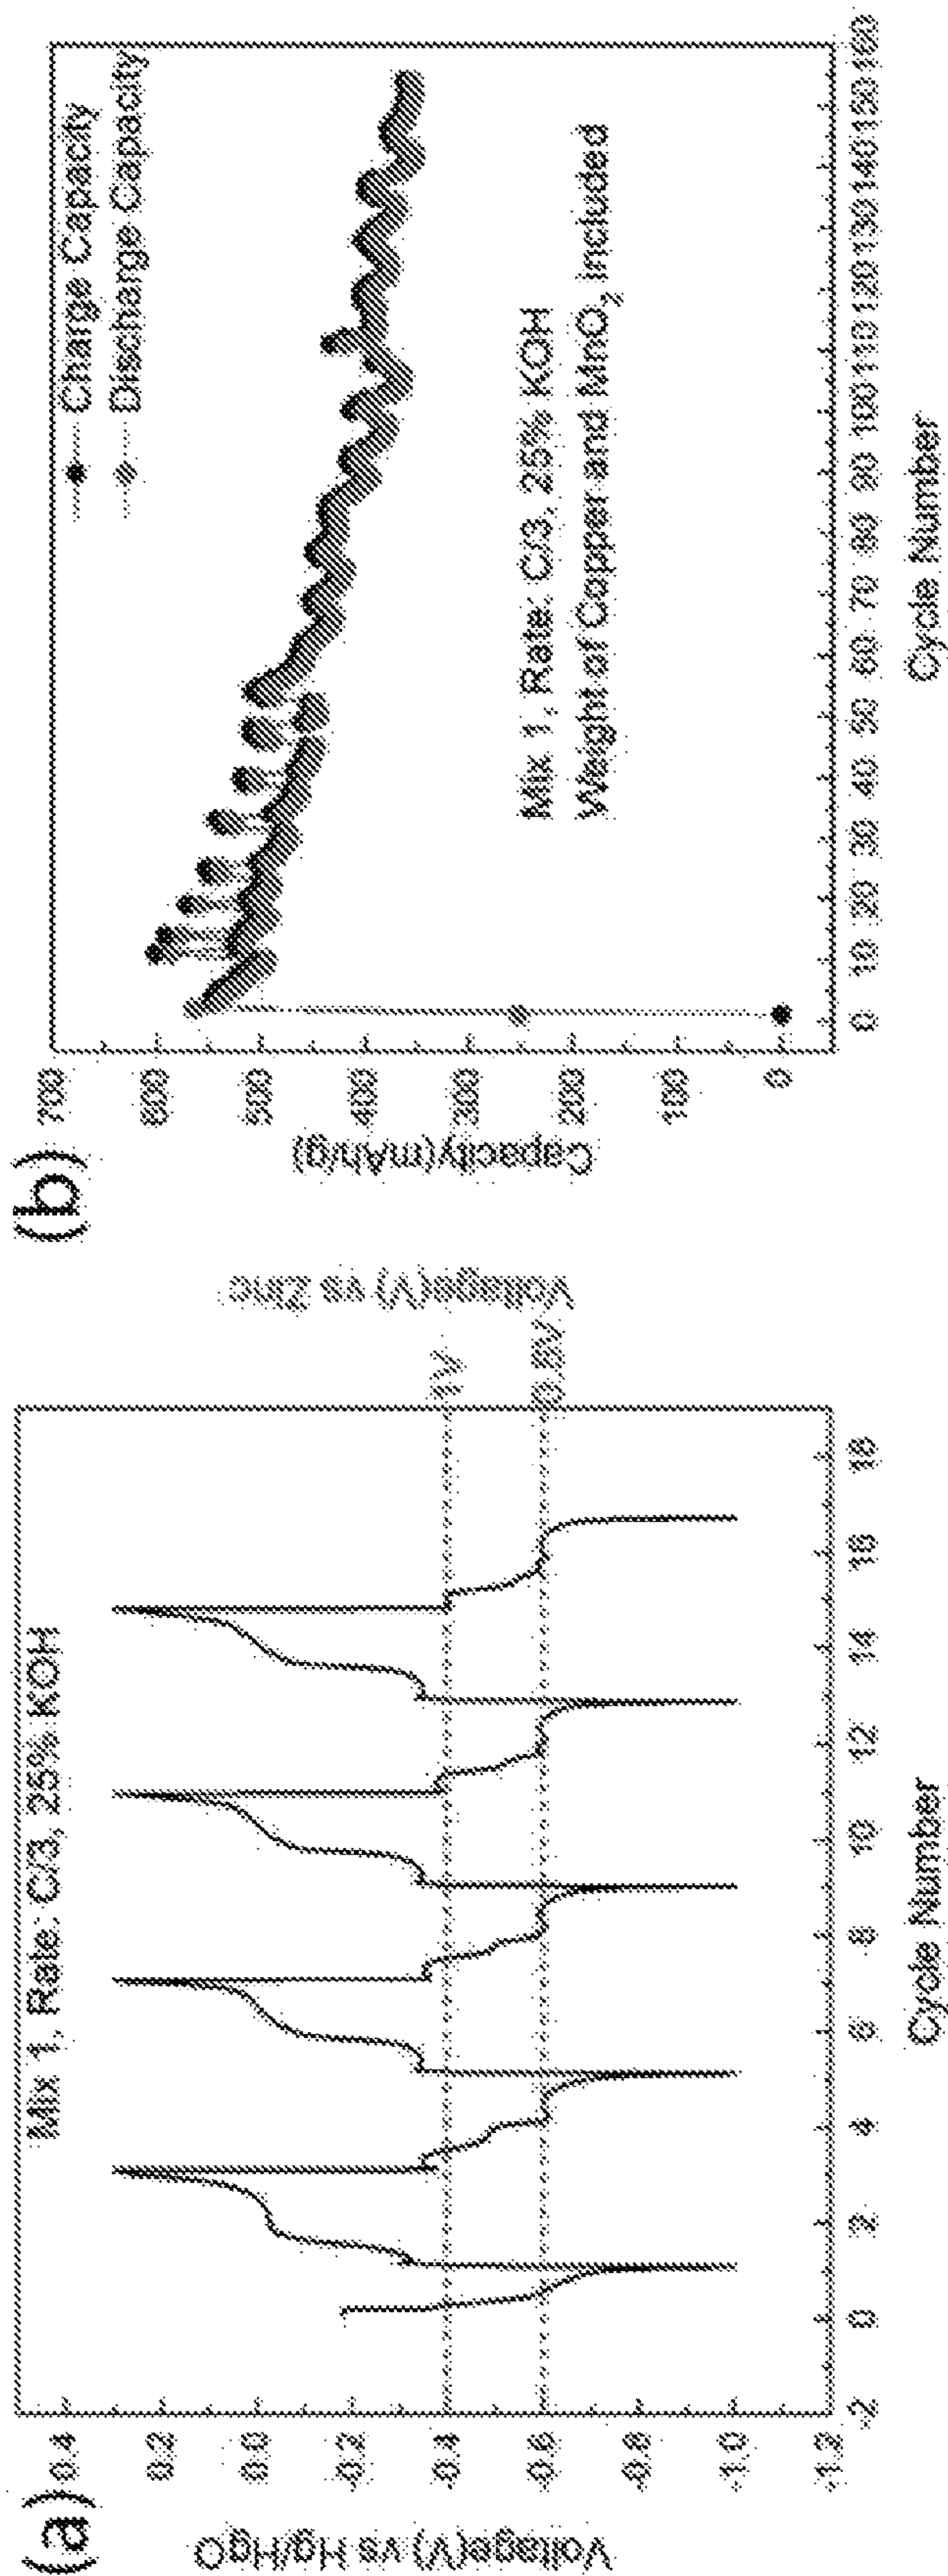 (a)
Mix 1, Rate: C/3, 25% KOH
Voltage(V) vs Hg/HgO
0.4
0.2
0.0
-0.2
-0.4
-0.6
-0.8
-1.0
-1.2
-2 0 2 4 6 8 10 12 14 16 18
Cycle Number
1V
0.8V
Voltage(V) vs Zinc
(b)
Charge Capacity
Discharge Capacity
Capacity(mAh/g)
700
600
500
400
300
200
100
0
Mix 1, Rate: C/3, 25% KOH
Weight of Copper and MnO₂ included
0 10 20 30 40 50 60 70 80 90 100 110 120 130 140 150 160
Cycle Number